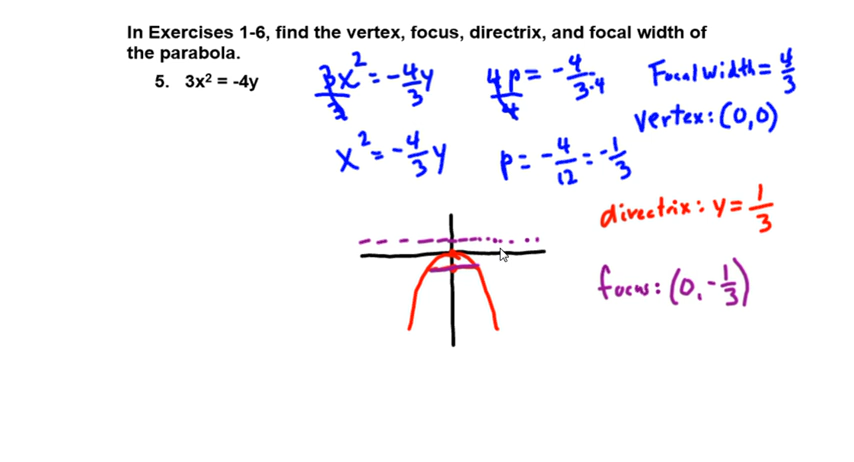 In Exercises 1-6, find the vertex, focus, directrix, and focal width of
the parabola.
5. 3x² = -4y
3x²/3 = -4/3 y
x² = -4/3 y
4p/4 = -4/3·4
p = -4/12 = -1/3
Focal width = 4/3
vertex: (0,0)
directrix: y = 1/3
focus: (0, -1/3)